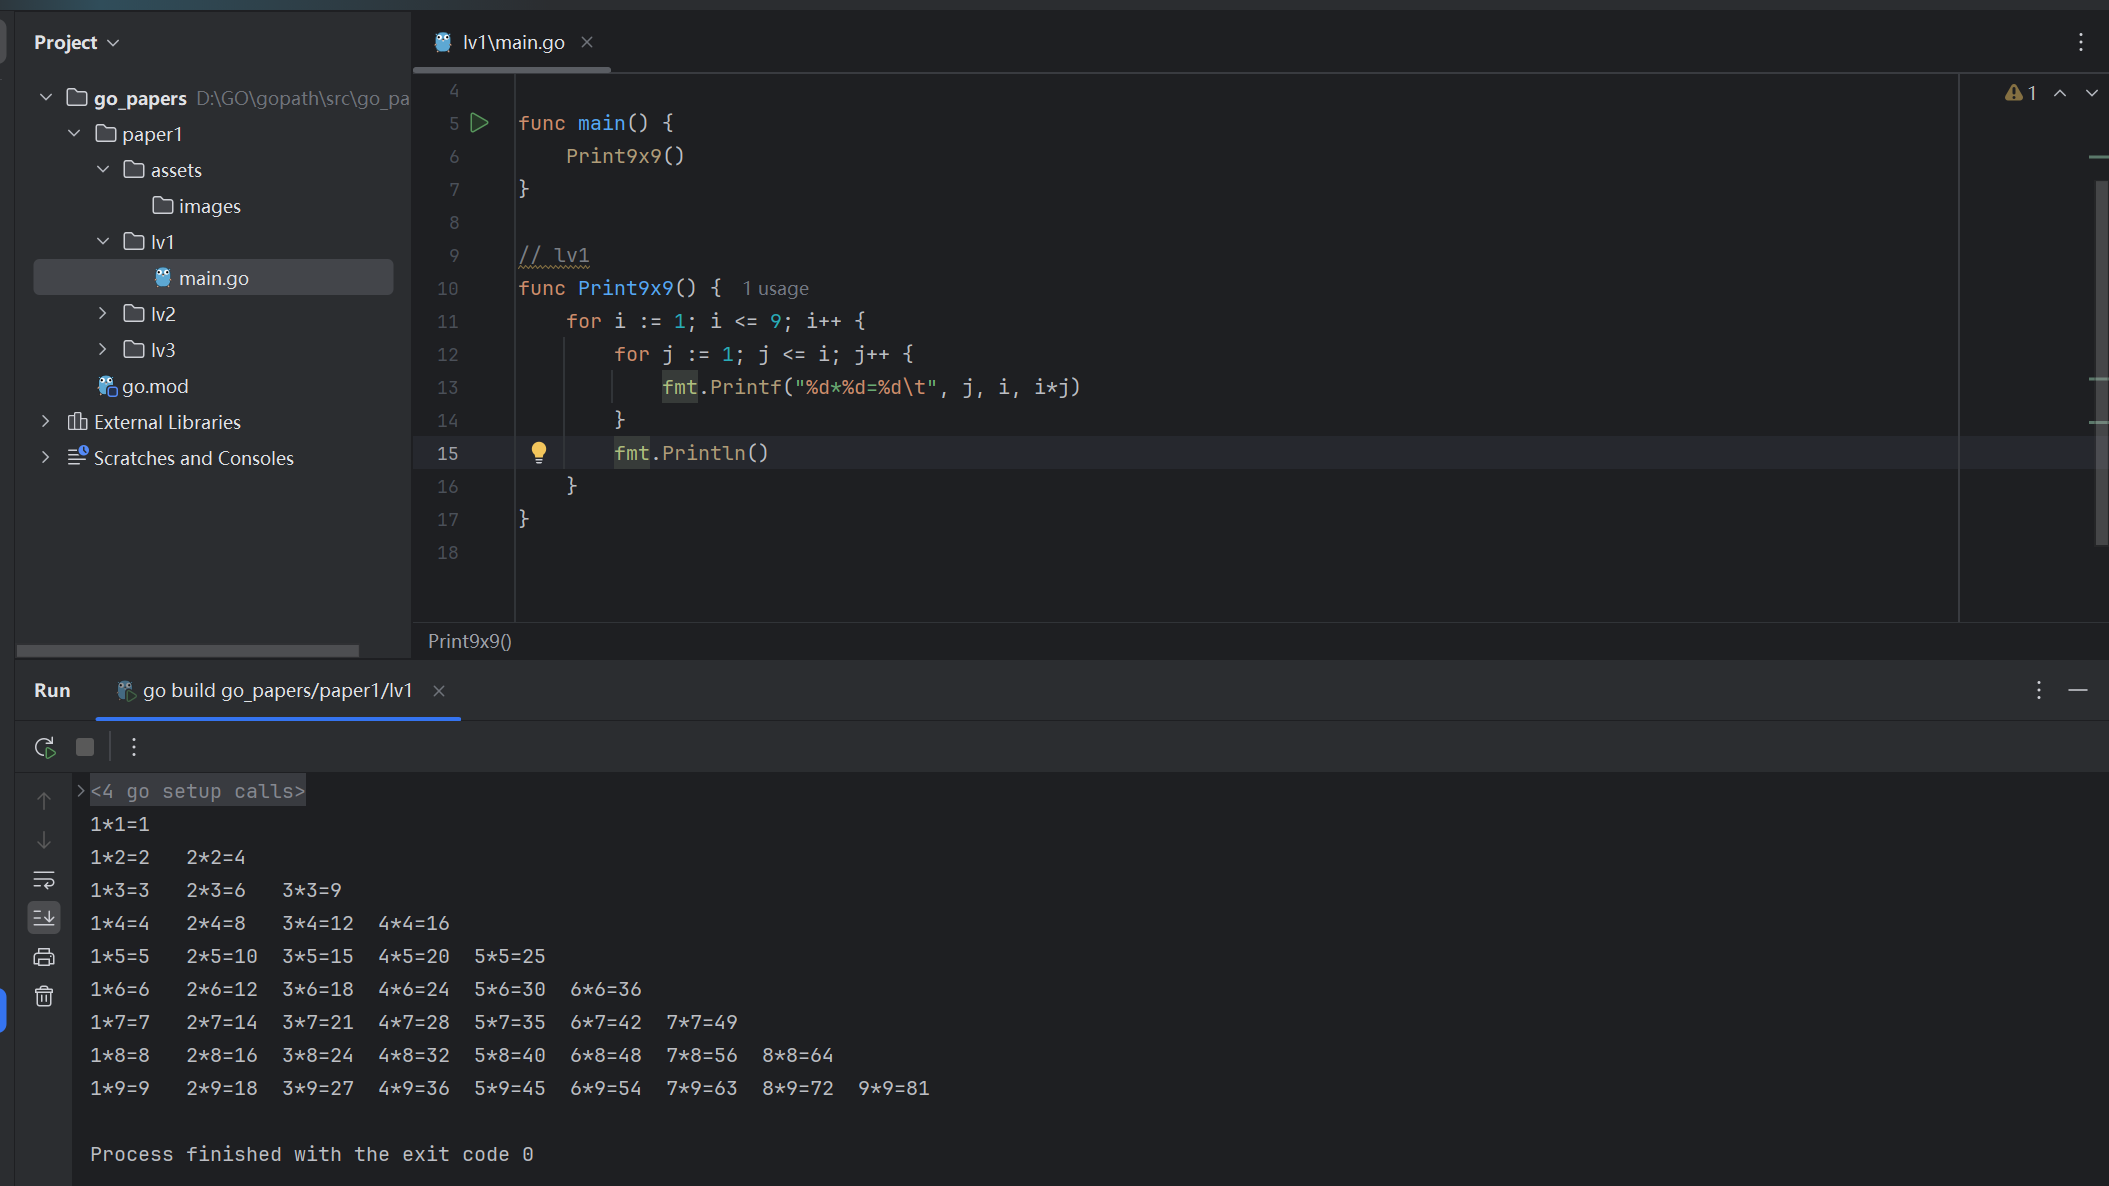 Project
go_papers D:\GO\gopath\src\go_pa
paper1
assets
images
lv1
main.go
lv2
lv3
go.mod
External Libraries
Scratches and Consoles
lv1\main.go
1
4
5 func main() {
6 Print9x9()
7 }
8
9 // lv1
10 func Print9x9() { 1 usage
11 for i := 1; i <= 9; i++ {
12 for j := 1; j <= i; j++ {
13 fmt.Printf("%d*%d=%d\t", j, i, i*j)
14 }
15 fmt.Println()
16 }
17 }
18
Print9x9()
Run go build go_papers/paper1/lv1
<4 go setup calls>
1*1=1
1*2=2 2*2=4
1*3=3 2*3=6 3*3=9
1*4=4 2*4=8 3*4=12 4*4=16
1*5=5 2*5=10 3*5=15 4*5=20 5*5=25
1*6=6 2*6=12 3*6=18 4*6=24 5*6=30 6*6=36
1*7=7 2*7=14 3*7=21 4*7=28 5*7=35 6*7=42 7*7=49
1*8=8 2*8=16 3*8=24 4*8=32 5*8=40 6*8=48 7*8=56 8*8=64
1*9=9 2*9=18 3*9=27 4*9=36 5*9=45 6*9=54 7*9=63 8*9=72 9*9=81
Process finished with the exit code 0